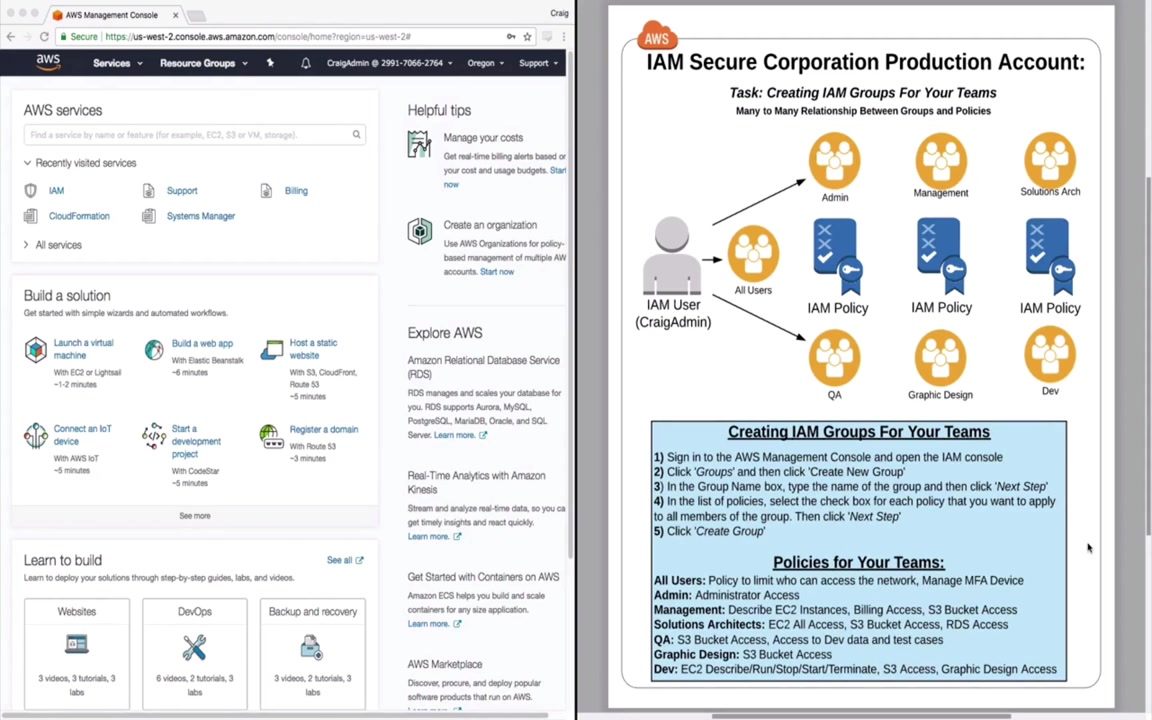 AWS Management Console
Craig
Secure | https://us-west-2.console.aws.amazon.com/console/home?region=us-west-2#
aws
Services
Resource Groups
CraigAdmin @ 2991-7066-2764
Oregon
Support
AWS services
Find a service by name or feature (for example, EC2, S3 or VM, storage).
Recently visited services
IAM
Support
Billing
CloudFormation
Systems Manager
All services
Build a solution
Get started with simple wizards and automated workflows.
Launch a virtual
machine
With EC2 or Lightsail
~1-2 minutes
Build a web app
With Elastic Beanstalk
~6 minutes
Host a static
website
With S3, CloudFront,
Route 53
~5 minutes
Connect an IoT
device
With AWS IoT
~5 minutes
Start a
development
project
With CodeStar
~5 minutes
Register a domain
With Route 53
~3 minutes
See more
Learn to build
See all
Learn to deploy your solutions through step-by-step guides, labs, and videos.
Websites
3 videos, 3 tutorials, 3
labs
DevOps
6 videos, 2 tutorials, 3
labs
Backup and recovery
3 videos, 2 tutorials, 3
labs
Helpful tips
Manage your costs
Get real-time billing alerts based on
your cost and usage budgets. Start
now
Create an organization
Use AWS Organizations for policy-
based management of multiple AW
accounts. Start now
Explore AWS
Amazon Relational Database Service
(RDS)
RDS manages and scales your database for
you. RDS supports Aurora, MySQL,
PostgreSQL, MariaDB, Oracle, and SQL
Server. Learn more.
Real-Time Analytics with Amazon
Kinesis
Stream and analyze real-time data, so you ca
get timely insights and react quickly.
Learn more.
Get Started with Containers on AWS
Amazon ECS helps you build and scale
containers for any size application.
Learn more.
AWS Marketplace
Discover, procure, and deploy popular
software products that run on AWS.
AWS
IAM Secure Corporation Production Account:
Task: Creating IAM Groups For Your Teams
Many to Many Relationship Between Groups and Policies
Admin
Management
Solutions Arch
All Users
IAM User
(CraigAdmin)
IAM Policy
IAM Policy
IAM Policy
QA
Graphic Design
Dev
Creating IAM Groups For Your Teams
1) Sign in to the AWS Management Console and open the IAM console
2) Click 'Groups' and then click 'Create New Group'
3) In the Group Name box, type the name of the group and then click 'Next Step'
4) In the list of policies, select the check box for each policy that you want to apply
to all members of the group. Then click 'Next Step'
5) Click 'Create Group'
Policies for Your Teams:
All Users: Policy to limit who can access the network, Manage MFA Device
Admin: Administrator Access
Management: Describe EC2 Instances, Billing Access, S3 Bucket Access
Solutions Architects: EC2 All Access, S3 Bucket Access, RDS Access
QA: S3 Bucket Access, Access to Dev data and test cases
Graphic Design: S3 Bucket Access
Dev: EC2 Describe/Run/Stop/Start/Terminate, S3 Access, Graphic Design Access